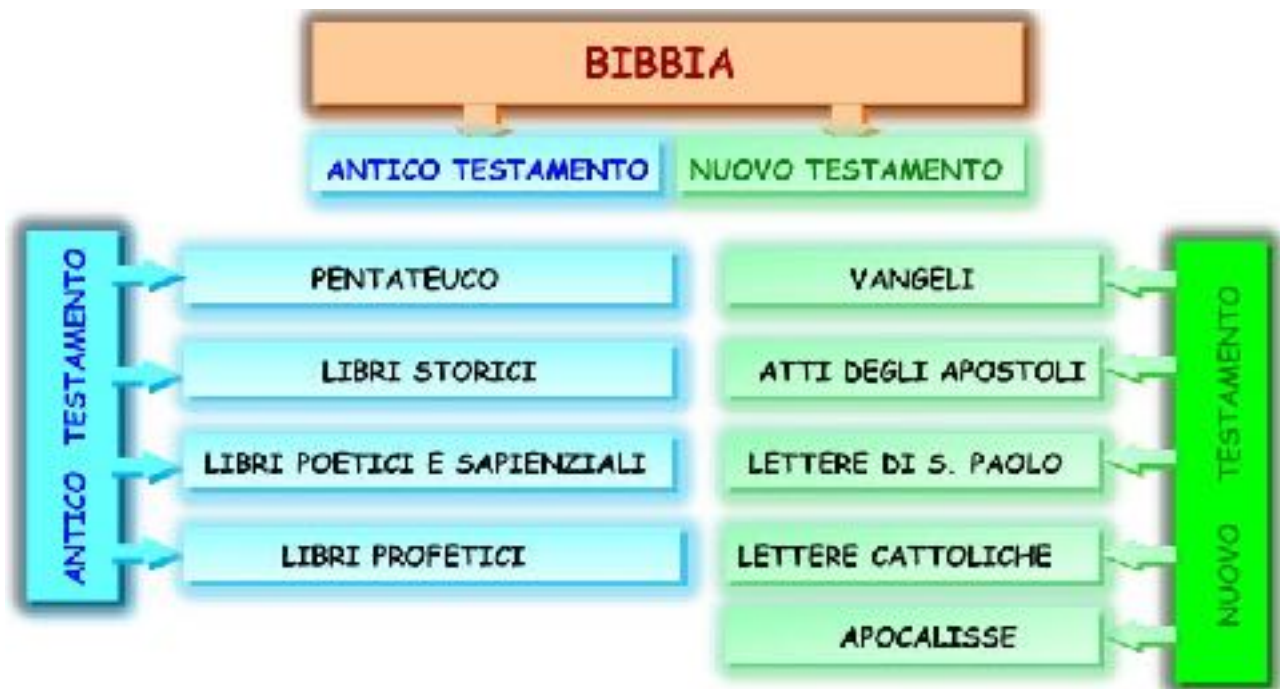 BIBBIA
ANTICO TESTAMENTO
NUOVO TESTAMENTO
ANTICO TESTAMENTO
PENTATEUCO
LIBRI STORICI
LIBRI POETICI E SAPIENZIALI
LIBRI PROFETICI
VANGELI
ATTI DEGLI APOSTOLI
LETTERE DI S. PAOLO
LETTERE CATTOLICHE
APOCALISSE
NUOVO TESTAMENTO